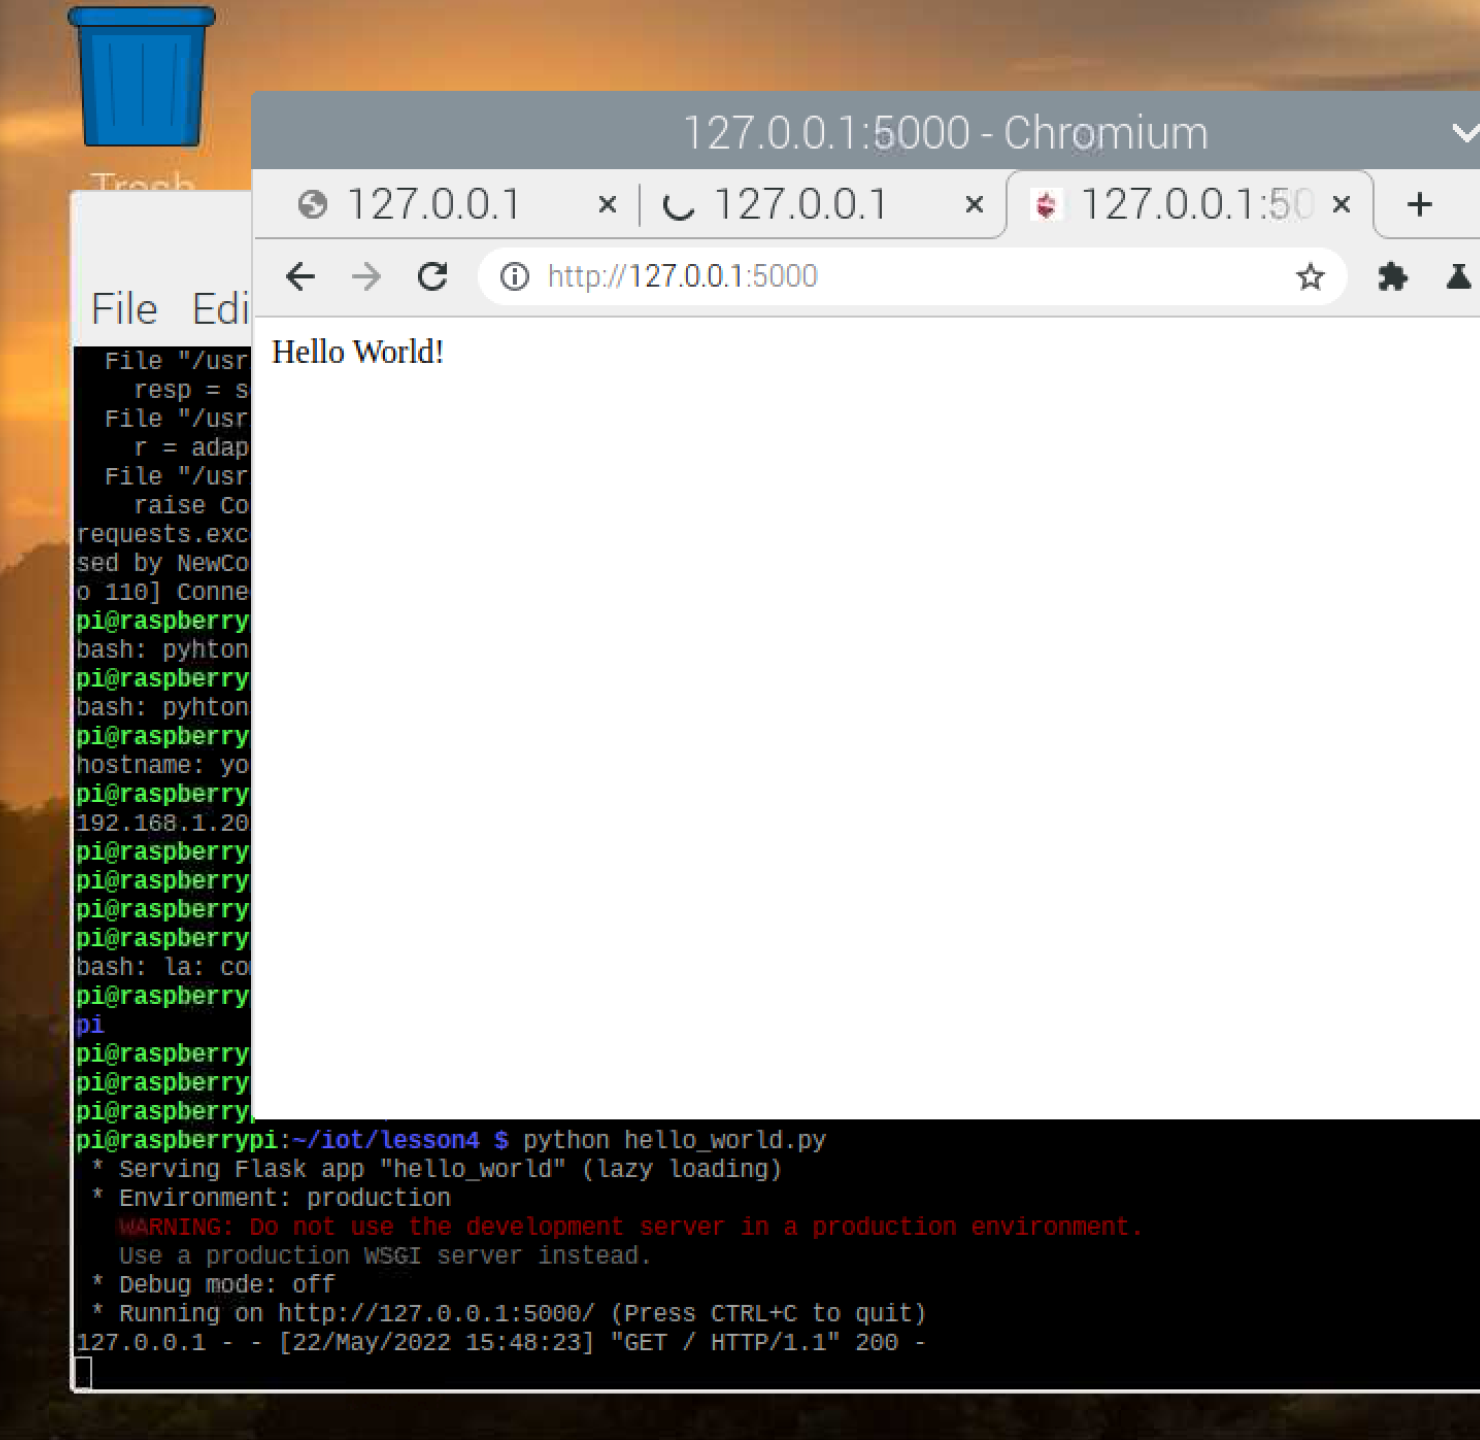 Trash
127.0.0.1:5000 - Chromium
127.0.0.1
127.0.0.1
127.0.0.1:50
http://127.0.0.1:5000
Hello World!
File Edi
File "/usr
resp = s
File "/usr
r = adap
File "/usr
raise Co
requests.exc
sed by NewCo
o 110] Conne
pi@raspberry
bash: pyhton
pi@raspberry
bash: pyhton
pi@raspberry
hostname: yo
pi@raspberry
192.168.1.20
pi@raspberry
pi@raspberry
pi@raspberry
pi@raspberry
bash: la: co
pi@raspberry
pi
pi@raspberry
pi@raspberry
pi@raspberry
pi@raspberrypi:~/iot/lesson4 $ python hello_world.py
* Serving Flask app "hello_world" (lazy loading)
* Environment: production
WARNING: Do not use the development server in a production environment.
Use a production WSGI server instead.
* Debug mode: off
* Running on http://127.0.0.1:5000/ (Press CTRL+C to quit)
127.0.0.1 - - [22/May/2022 15:48:23] "GET / HTTP/1.1" 200 -